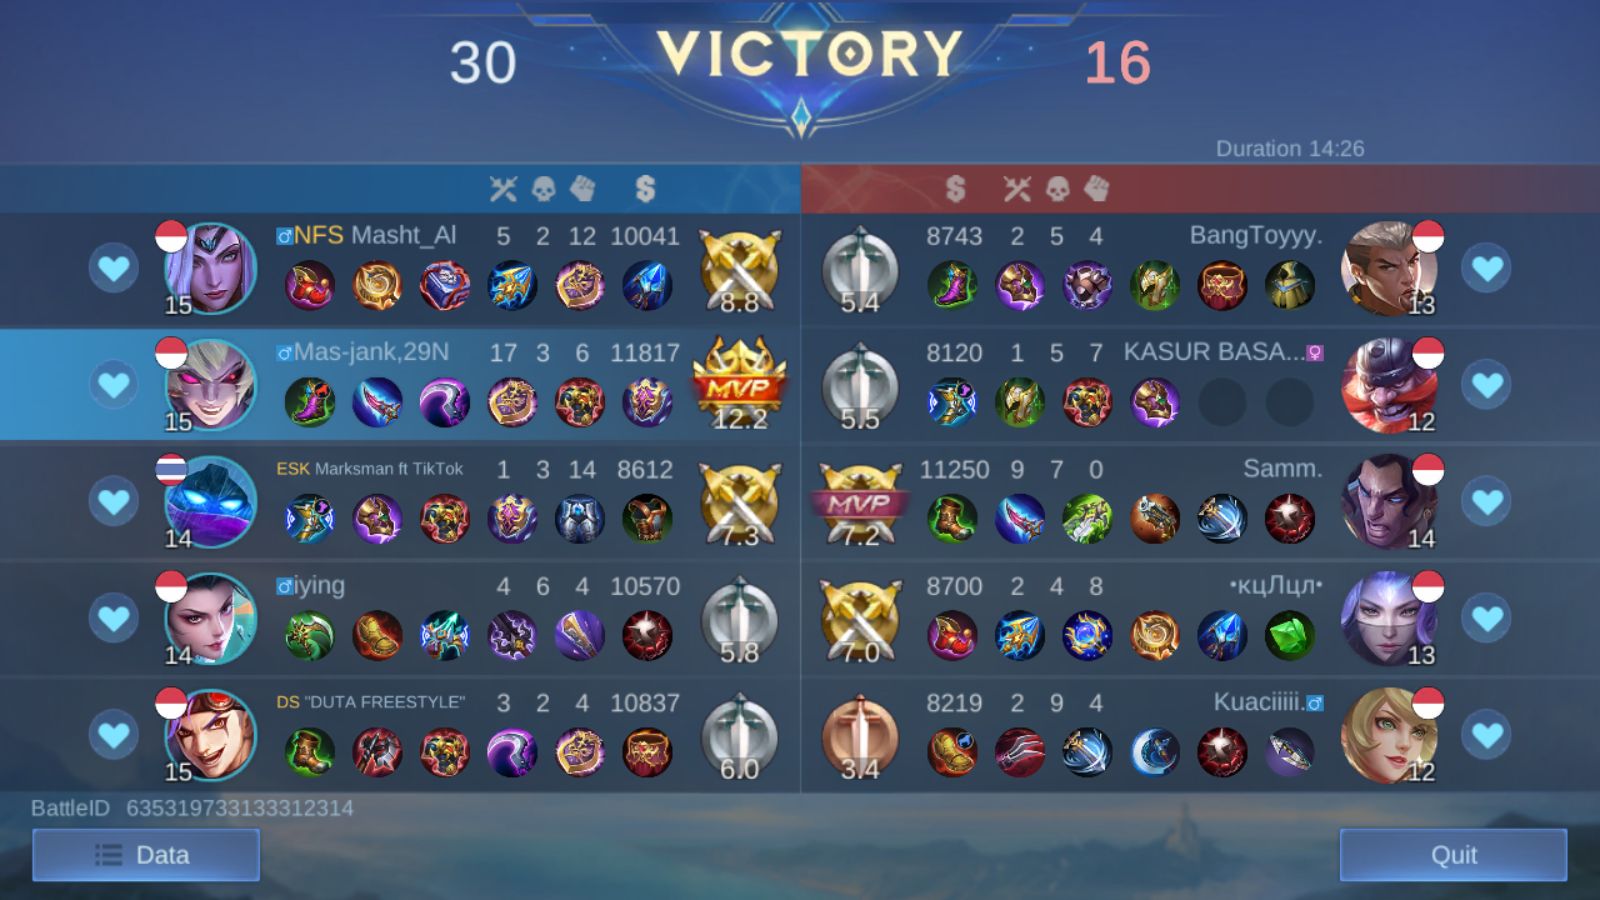 30 VICTORY 16
Duration 14:26
NFS Masht_Al 5 2 12 10041
15 8.8
8743 2 5 4 BangToyyy.
5.4 13
Mas-jank,29N 17 3 6 11817
15 MVP 12.2
8120 1 5 7 KASUR BASA...
5.5 12
ESK Marksman ft TikTok 1 3 14 8612
14 7.3
11250 9 7 0 Samm.
MVP 7.2 14
iying 4 6 4 10570
14 5.8
8700 2 4 8 •кцЛцл•
7.0 13
DS "DUTA FREESTYLE" 3 2 4 10837
15 6.0
8219 2 9 4 Kuaciiiii.
3.4 12
BattleID 635319733133312314
Data
Quit